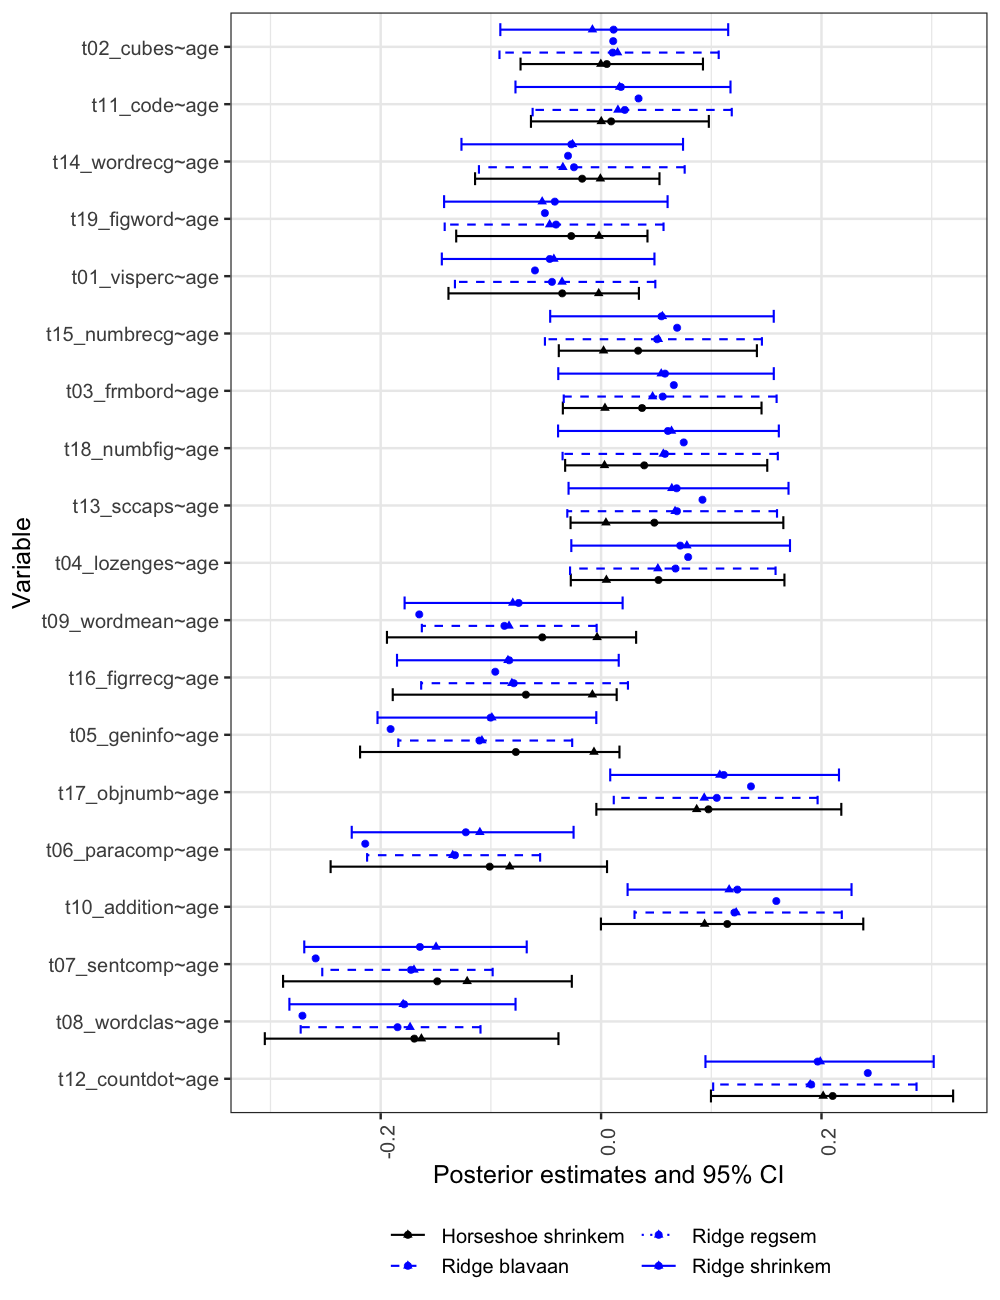 Variable
t02_cubes~age
t11_code~age
t14_wordrecg~age
t19_figword~age
t01_visperc~age
t15_numbrecg~age
t03_frmbord~age
t18_numbfig~age
t13_sccaps~age
t04_lozenges~age
t09_wordmean~age
t16_figrrecg~age
t05_geninfo~age
t17_objnumb~age
t06_paracomp~age
t10_addition~age
t07_sentcomp~age
t08_wordclas~age
t12_countdot~age
-0.2 0.0 0.2
Posterior estimates and 95% CI
Horseshoe shrinkem Ridge regsem
Ridge blavaan Ridge shrinkem